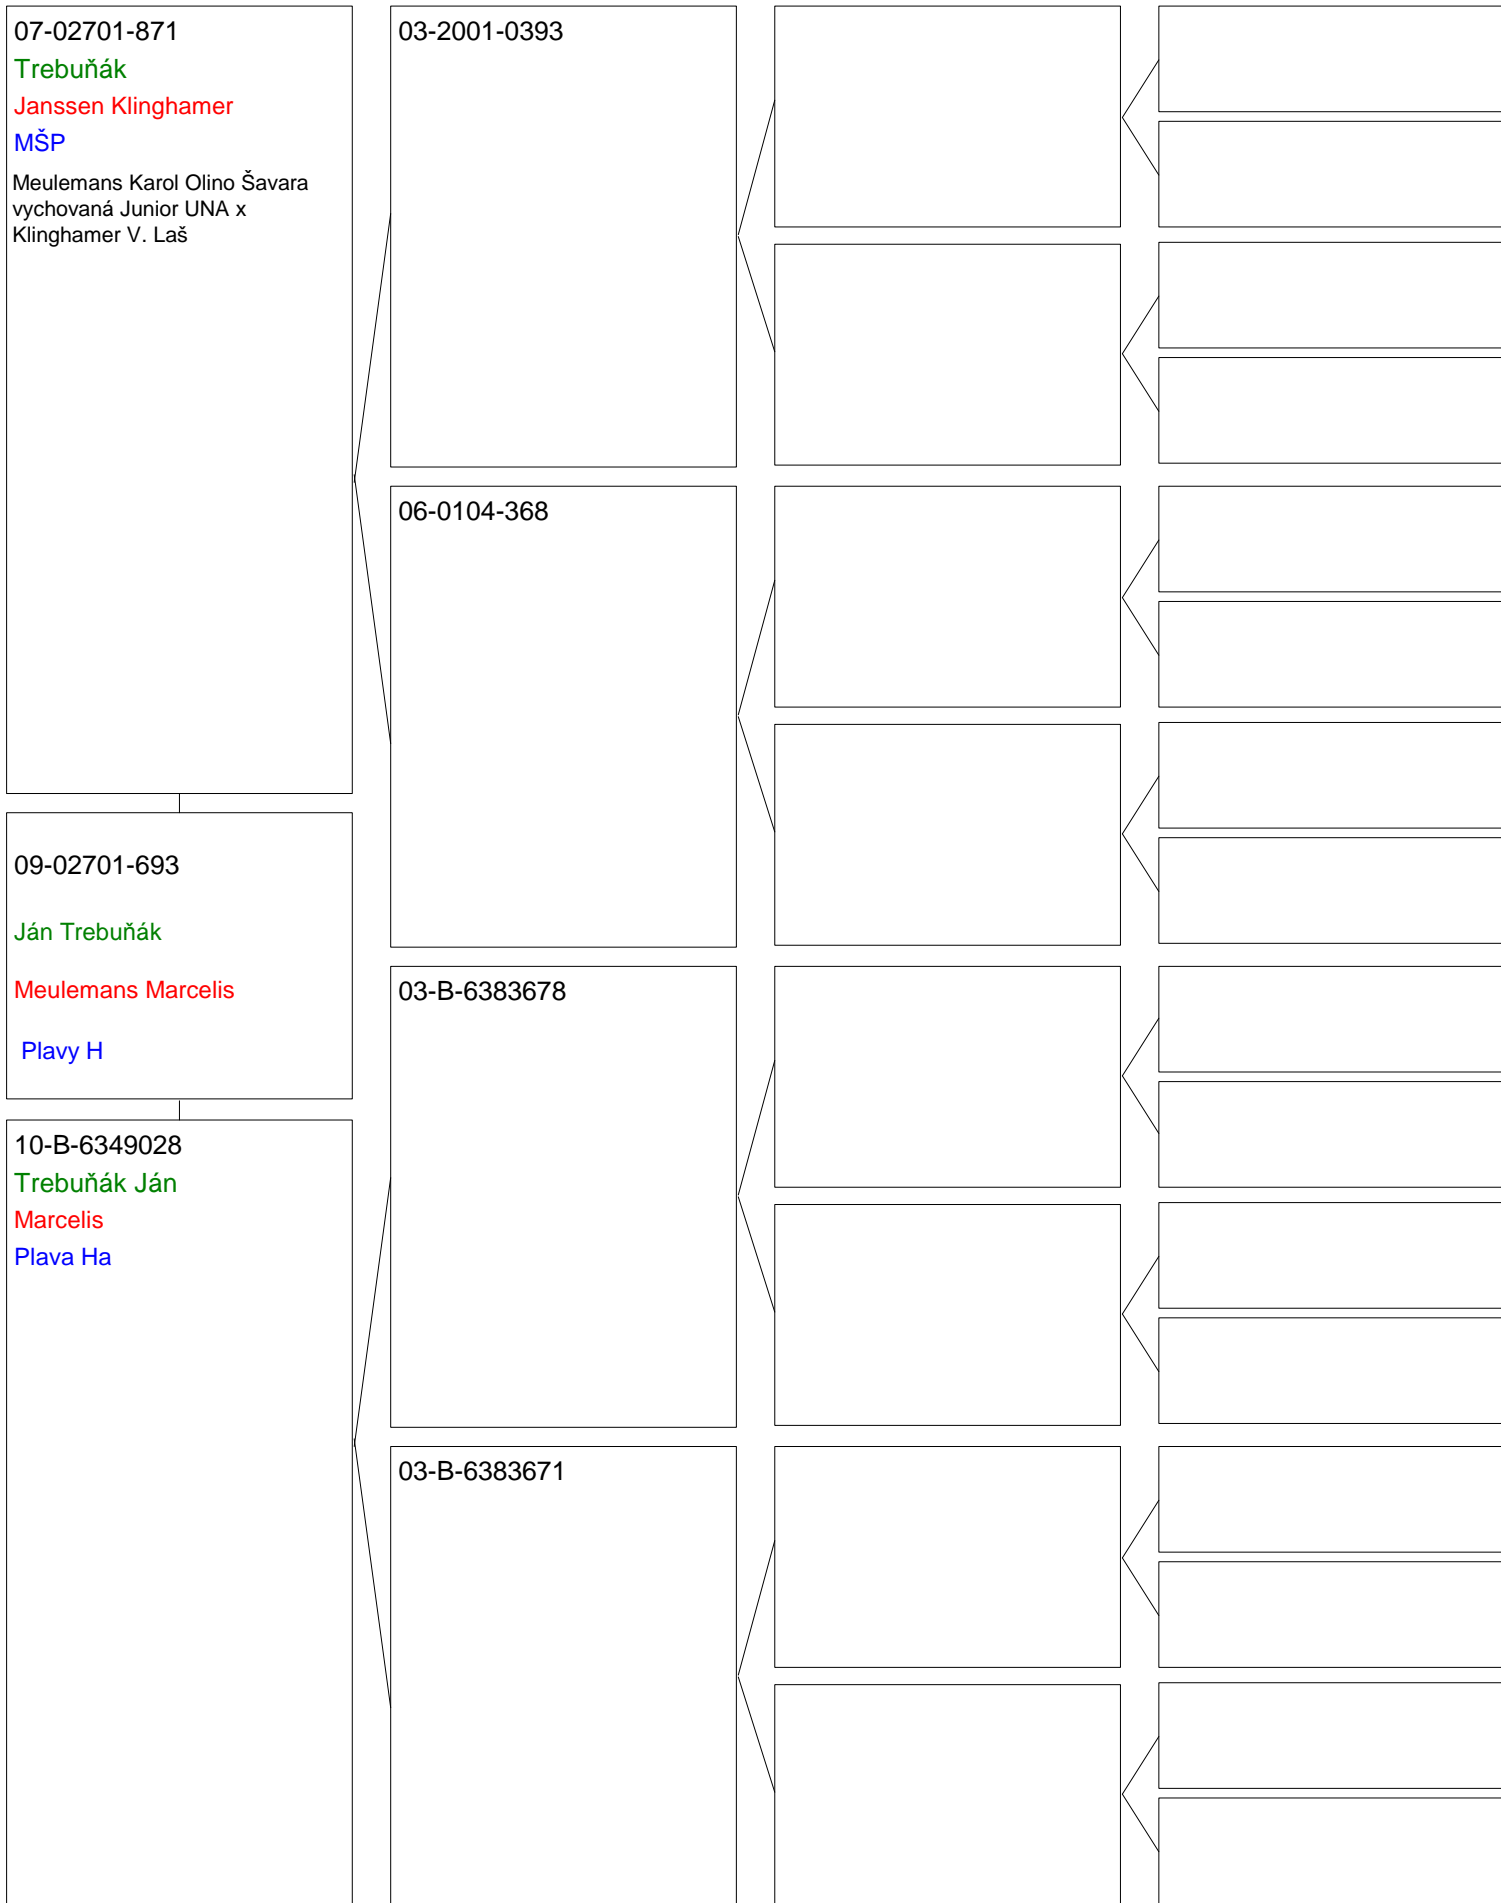 07-02701-871
Trebuňák
Janssen Klinghamer
MŠP
Meulemans Karol Olino Šavara
vychovaná Junior UNA x
Klinghamer V. Laš
03-2001-0393
06-0104-368
09-02701-693
Ján Trebuňák
Meulemans Marcelis
Plavy H
03-B-6383678
10-B-6349028
Trebuňák Ján
Marcelis
Plava Ha
03-B-6383671